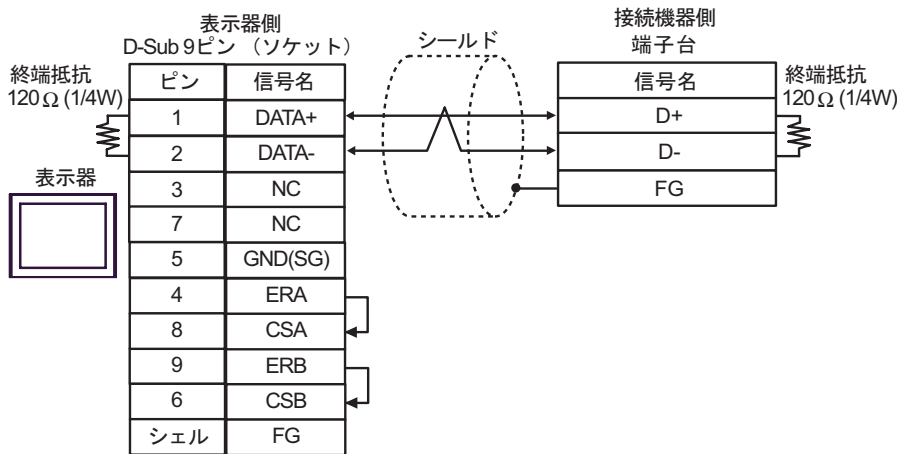 表示器側
D-Sub 9ピン （ソケット）
シールド
接続機器側
端子台
終端抵抗
120Ω (1/4W)
ピン 信号名
1 DATA+
2 DATA-
3 NC
7 NC
5 GND(SG)
4 ERA
8 CSA
9 ERB
6 CSB
シェル FG
表示器
信号名
D+
D-
FG
終端抵抗
120Ω (1/4W)